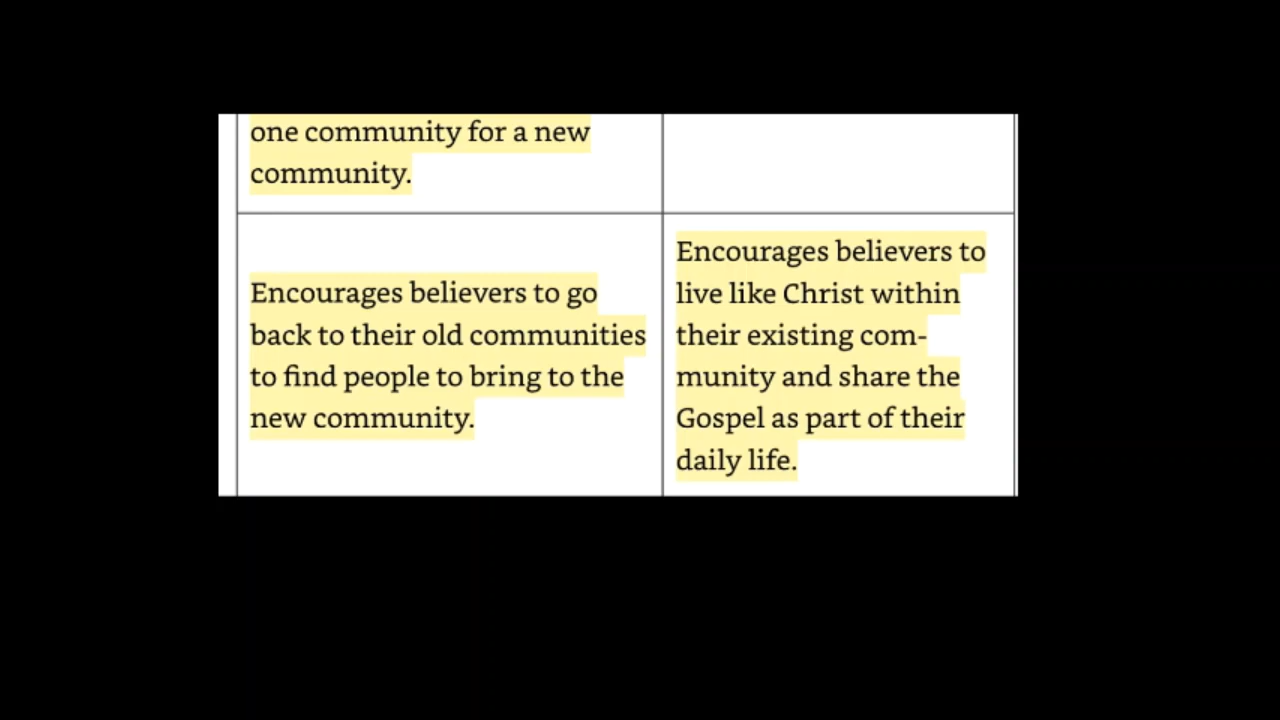 one community for a new
community.
Encourages believers to go
back to their old communities
to find people to bring to the
new community.
Encourages believers to
live like Christ within
their existing com-
munity and share the
Gospel as part of their
daily life.